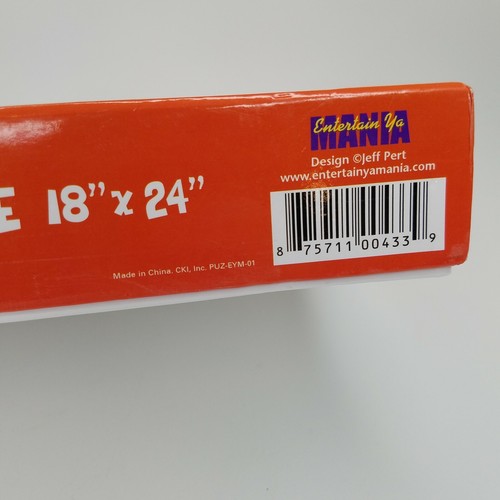 Entertain Ya
MANIA
Design ©Jeff Pert
www.entertainyamania.com
E 18” x 24”
8 75711 00433 9
Made in China. CKI, Inc. PUZ-EYM-01